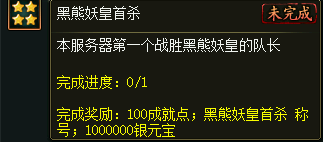 黑熊妖皇首杀 未完成
本服务器第一个战胜黑熊妖皇的队长
完成进度：0/1
完成奖励：100成就点；黑熊妖皇首杀 称
号；1000000银元宝